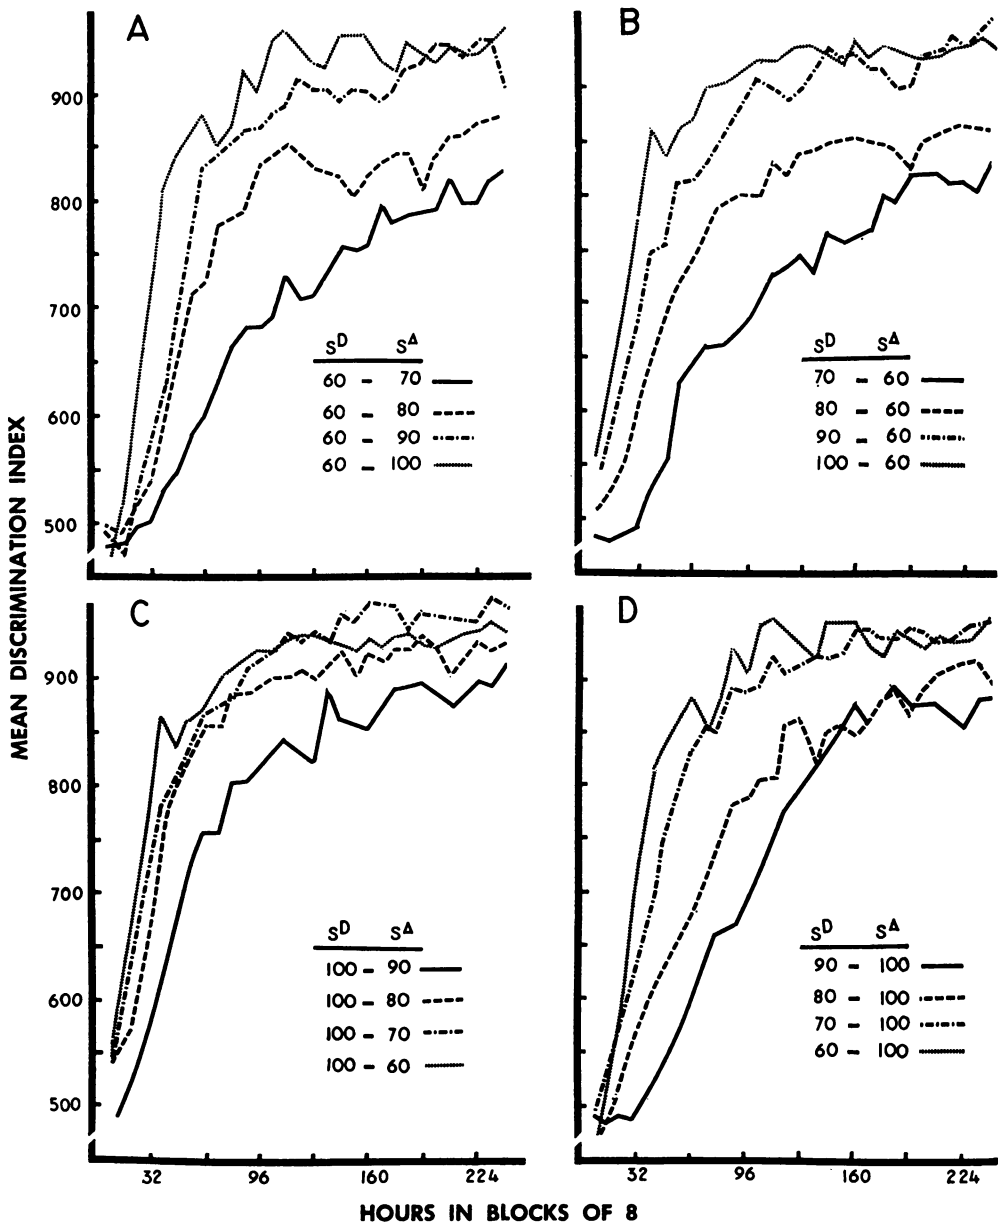 A
B
900
800
700
600
500
S^D S^Δ
60 - 70
60 - 80
60 - 90
60 - 100
S^D S^Δ
70 - 60
80 - 60
90 - 60
100 - 60
MEAN DISCRIMINATION INDEX
C
D
900
800
700
600
500
S^D S^Δ
100 - 90
100 - 80
100 - 70
100 - 60
S^D S^Δ
90 - 100
80 - 100
70 - 100
60 - 100
32 96 160 224
32 96 160 224
HOURS IN BLOCKS OF 8